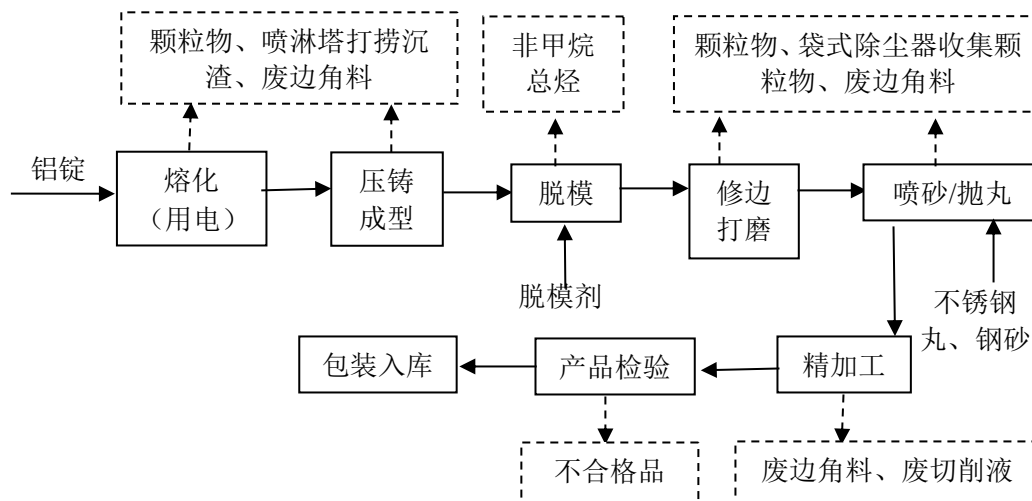 颗粒物、喷淋塔打捞沉
渣、废边角料
非甲烷
总烃
颗粒物、袋式除尘器收集颗
粒物、废边角料
铝锭
熔化
（用电）
压铸
成型
脱模
修边
打磨
喷砂/抛丸
脱模剂
不锈钢
丸、钢砂
包装入库
产品检验
精加工
不合格品
废边角料、废切削液